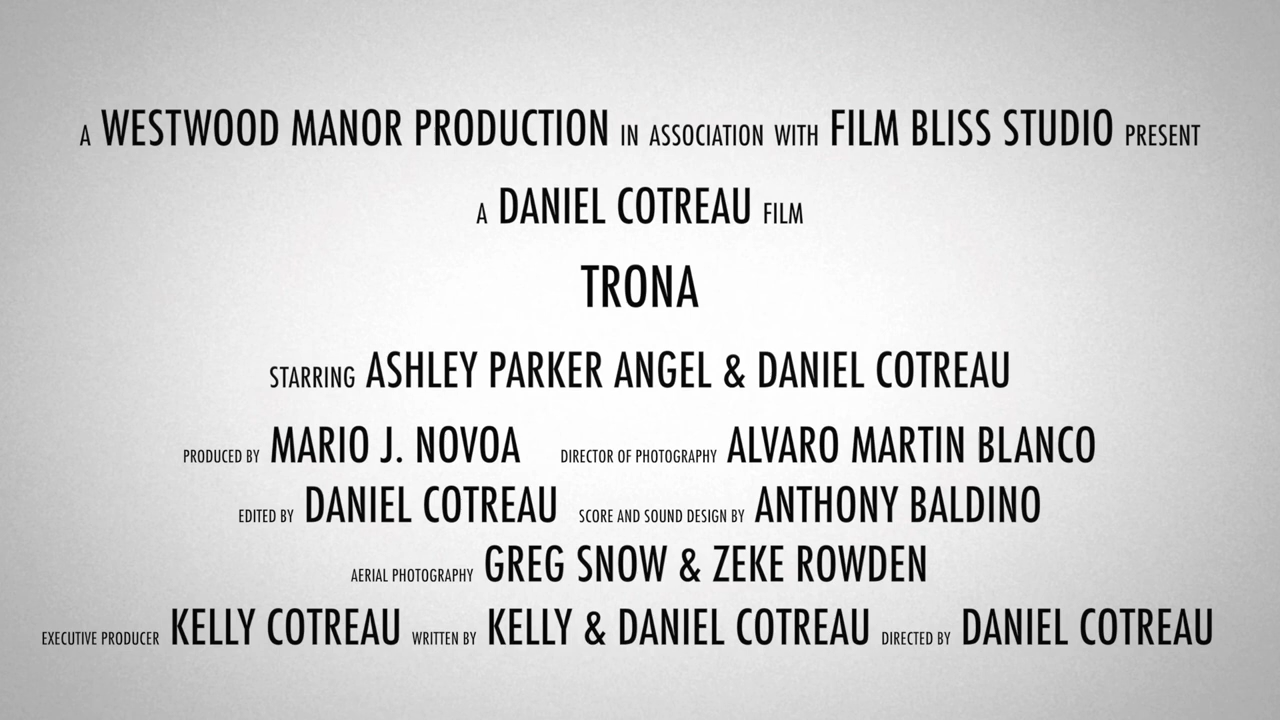 A WESTWOOD MANOR PRODUCTION IN ASSOCIATION WITH FILM BLISS STUDIO PRESENT
A DANIEL COTREAU FILM
TRONA
STARRING ASHLEY PARKER ANGEL & DANIEL COTREAU
PRODUCED BY MARIO J. NOVOA DIRECTOR OF PHOTOGRAPHY ALVARO MARTIN BLANCO
EDITED BY DANIEL COTREAU SCORE AND SOUND DESIGN BY ANTHONY BALDINO
AERIAL PHOTOGRAPHY GREG SNOW & ZEKE ROWDEN
EXECUTIVE PRODUCER KELLY COTREAU WRITTEN BY KELLY & DANIEL COTREAU DIRECTED BY DANIEL COTREAU